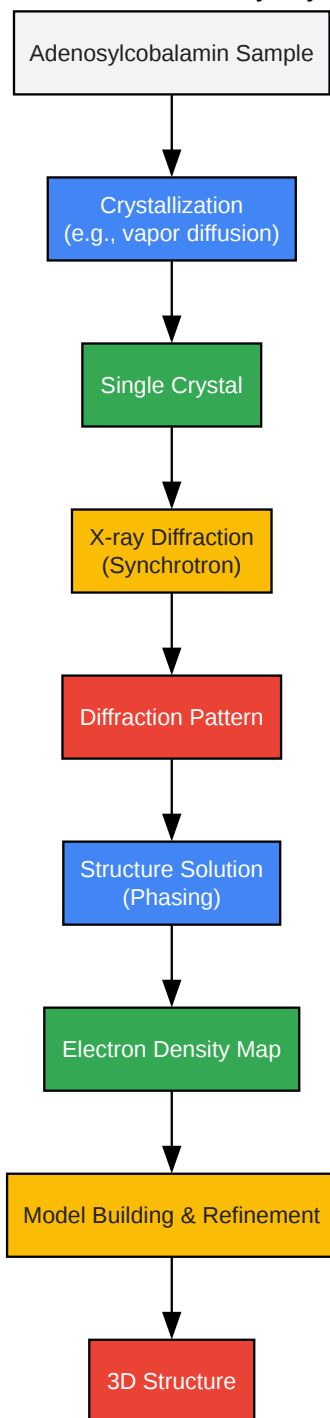 Adenosylcobalamin Sample
Crystallization
(e.g., vapor diffusion)
Single Crystal
X-ray Diffraction
(Synchrotron)
Diffraction Pattern
Structure Solution
(Phasing)
Electron Density Map
Model Building & Refinement
3D Structure